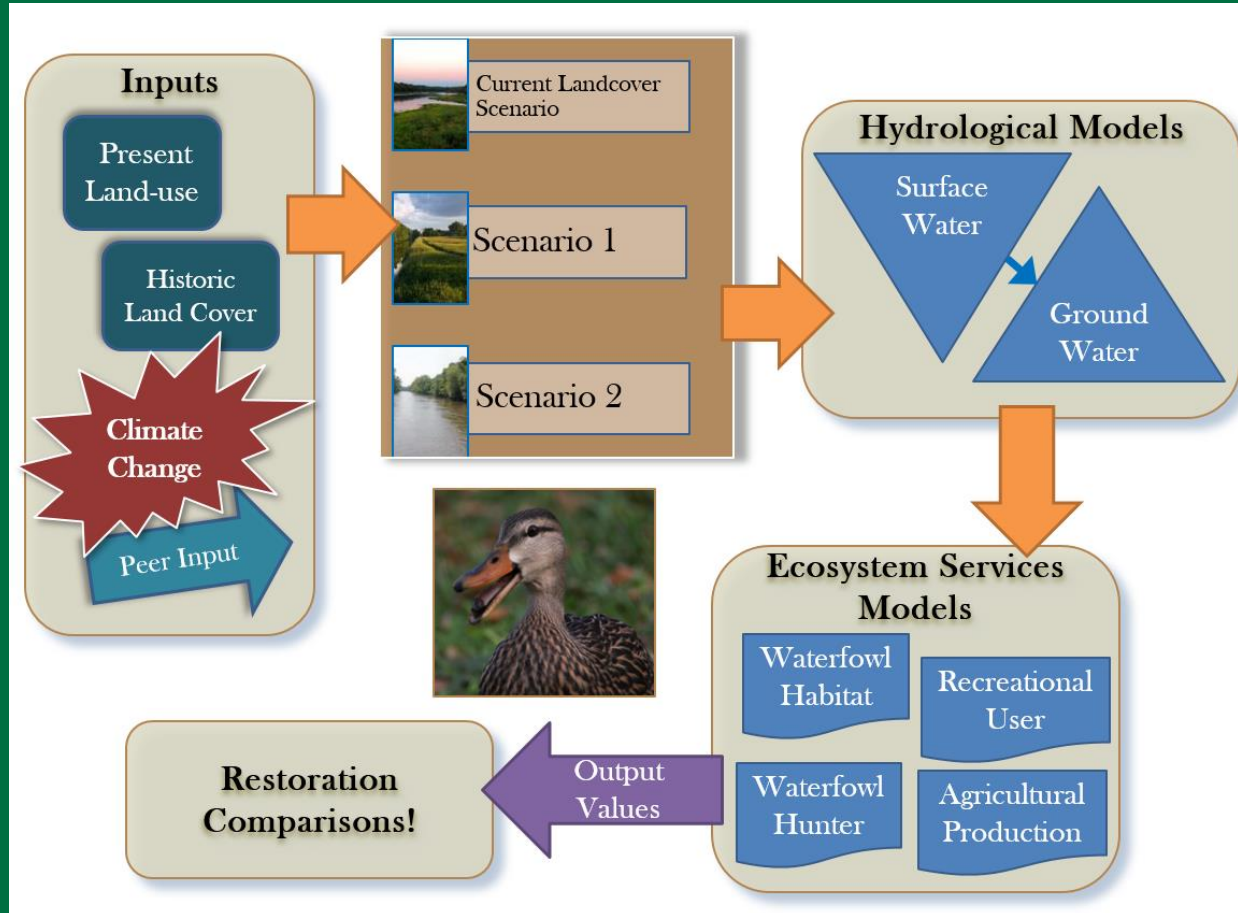 Inputs
Present
Land-use
Historic
Land Cover
Climate
Change
Peer Input
Current Landcover
Scenario
Scenario 1
Scenario 2
Hydrological Models
Surface
Water
Ground
Water
Ecosystem Services
Models
Waterfowl
Habitat
Recreational
User
Waterfowl
Hunter
Agricultural
Production
Output
Values
Restoration
Comparisons!